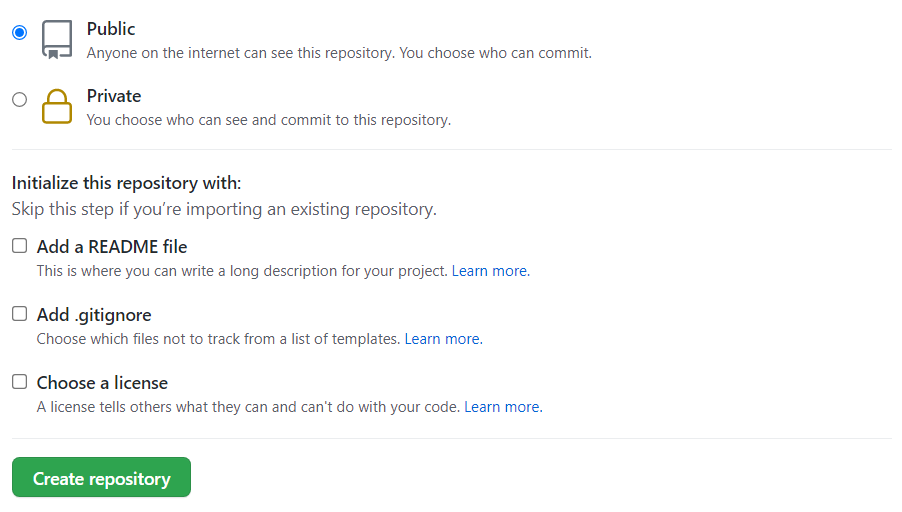 Public
Anyone on the internet can see this repository. You choose who can commit.
Private
You choose who can see and commit to this repository.
Initialize this repository with:
Skip this step if you’re importing an existing repository.
Add a README file
This is where you can write a long description for your project. Learn more.
Add .gitignore
Choose which files not to track from a list of templates. Learn more.
Choose a license
A license tells others what they can and can't do with your code. Learn more.
Create repository